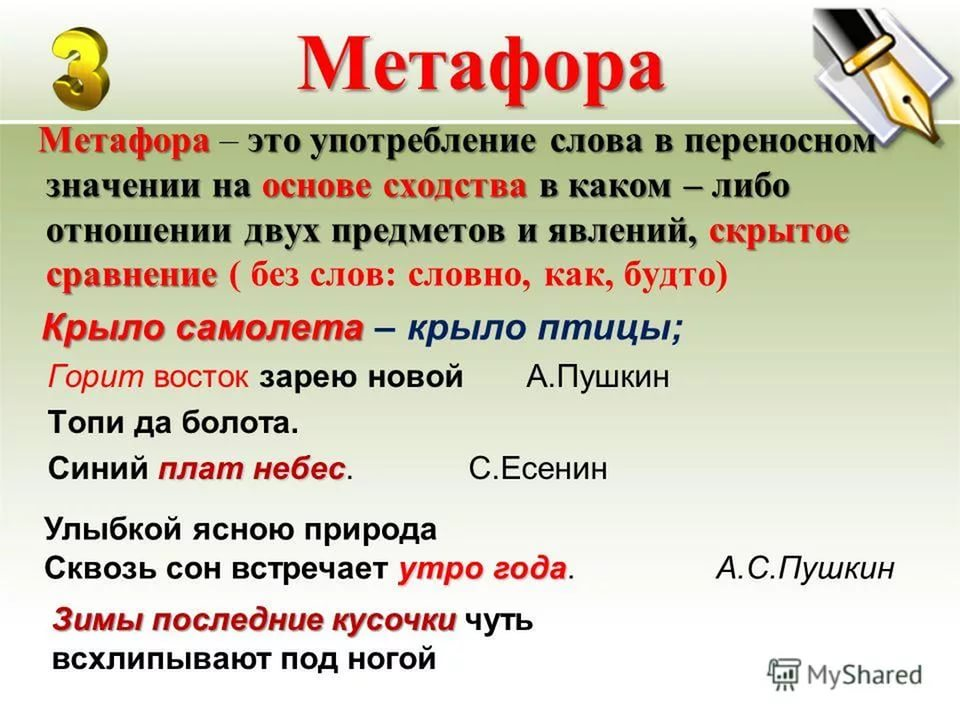 3
Метафора
Метафора – это употребление слова в переносном
значении на основе сходства в каком – либо
отношении двух предметов и явлений, скрытое
сравнение ( без слов: словно, как, будто)
Крыло самолета – крыло птицы;
Горит восток зарею новой А.Пушкин
Топи да болота.
Синий плат небес. С.Есенин
Улыбкой ясною природа
Сквозь сон встречает утро года. А.С.Пушкин
Зимы последние кусочки чуть
всхлипывают под ногой
MyShared